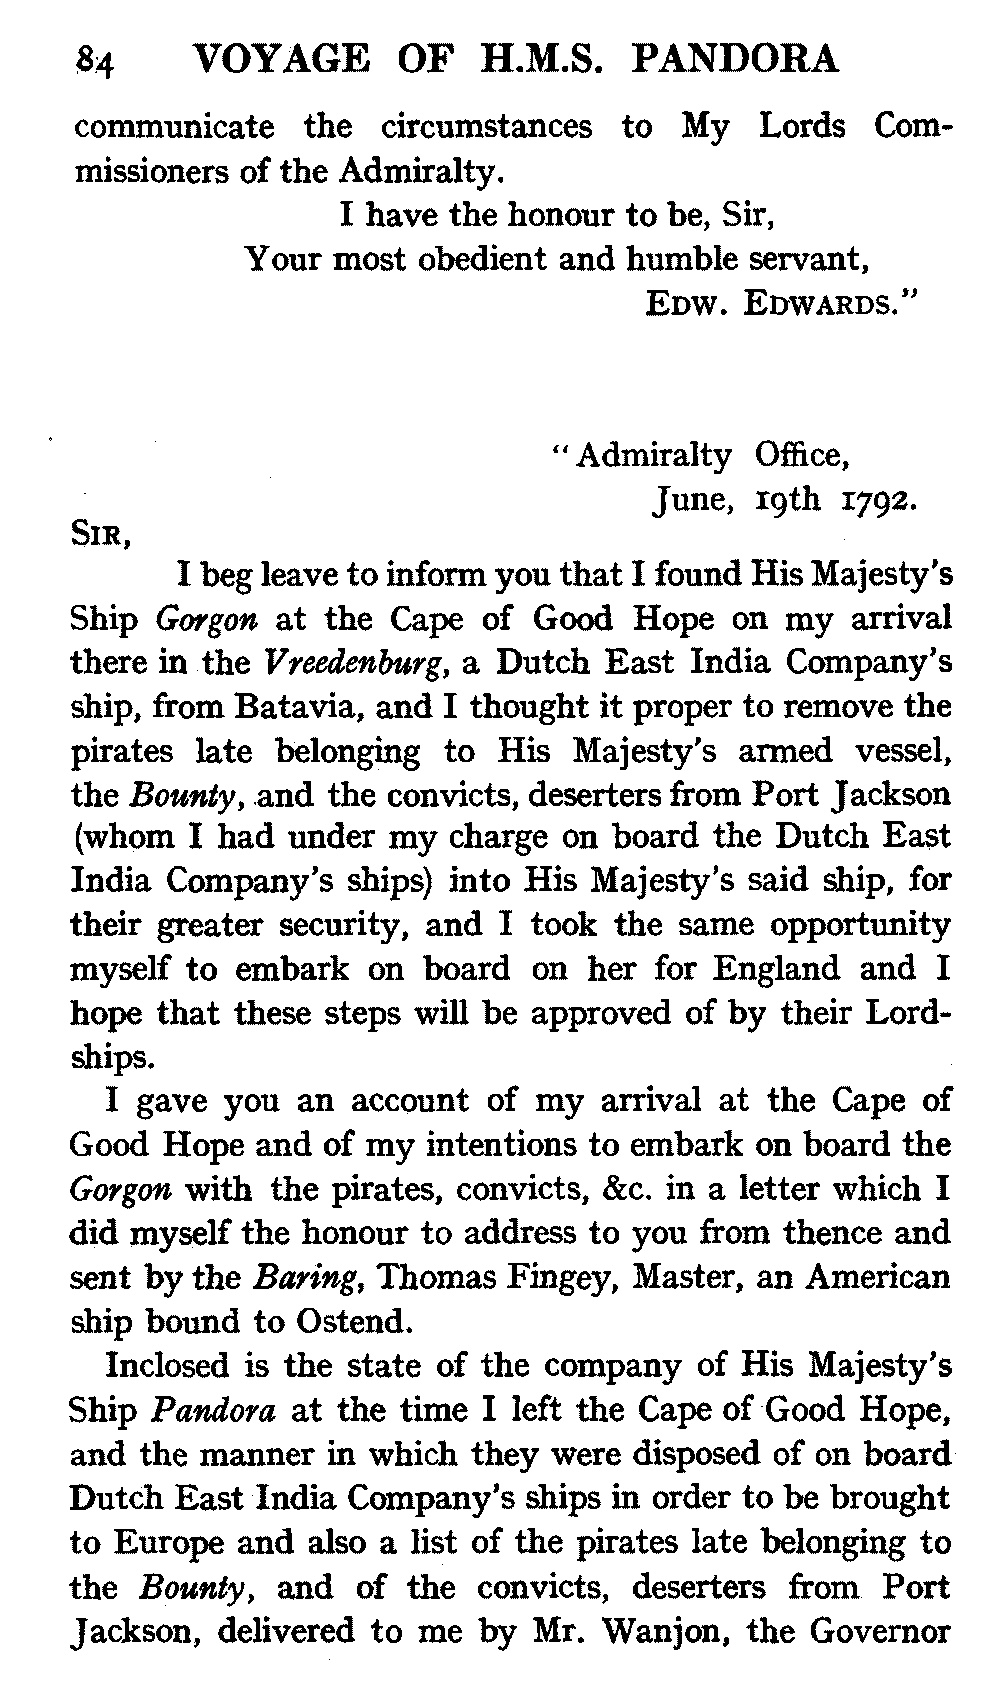 84 VOYAGE OF H.M.S. PANDORA
communicate the circumstances to My Lords Com-
missioners of the Admiralty.
I have the honour to be, Sir,
Your most obedient and humble servant,
EDW. EDWARDS."
"Admiralty Office,
June, 19th 1792.
SIR,
I beg leave to inform you that I found His Majesty's
Ship Gorgon at the Cape of Good Hope on my arrival
there in the Vreedenburg, a Dutch East India Company's
ship, from Batavia, and I thought it proper to remove the
pirates late belonging to His Majesty's armed vessel,
the Bounty, and the convicts, deserters from Port Jackson
(whom I had under my charge on board the Dutch East
India Company's ships) into His Majesty's said ship, for
their greater security, and I took the same opportunity
myself to embark on board on her for England and I
hope that these steps will be approved of by their Lord-
ships.
I gave you an account of my arrival at the Cape of
Good Hope and of my intentions to embark on board the
Gorgon with the pirates, convicts, &c. in a letter which I
did myself the honour to address to you from thence and
sent by the Baring, Thomas Fingey, Master, an American
ship bound to Ostend.
Inclosed is the state of the company of His Majesty's
Ship Pandora at the time I left the Cape of Good Hope,
and the manner in which they were disposed of on board
Dutch East India Company's ships in order to be brought
to Europe and also a list of the pirates late belonging to
the Bounty, and of the convicts, deserters from Port
Jackson, delivered to me by Mr. Wanjon, the Governor